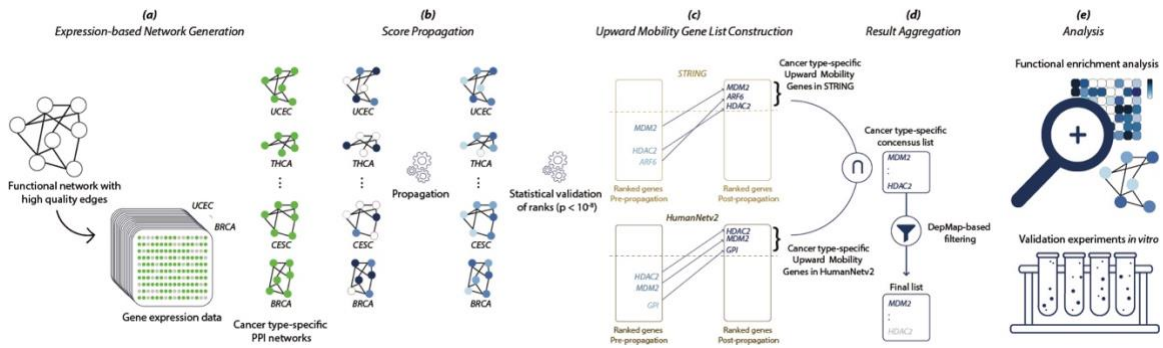 (a)
Expression-based Network Generation
Functional network with
high quality edges
UCEC
BRCA
Gene expression data
UCEC
THCA
CESC
BRCA
Cancer type-specific
PPI networks
(b)
Score Propagation
UCEC
THCA
CESC
BRCA
Propagation
UCEC
THCA
CESC
BRCA
Statistical validation
of ranks (p < 10⁻⁸)
(c)
Upward Mobility Gene List Construction
STRING
MDM2
HDAC2
ARF6
MDM2
ARF6
HDAC2
Ranked genes
Pre-propagation
Ranked genes
Post-propagation
Cancer type-specific
Upward Mobility
Genes in STRING
HumanNetv2
HDAC2
MDM2
GPI
HDAC2
MDM2
GPI
Ranked genes
Pre-propagation
Ranked genes
Post-propagation
Cancer type-specific
Upward Mobility
Genes in HumanNetv2
∩
(d)
Result Aggregation
Cancer type-specific
consensus list
MDM2
:
HDAC2
DepMap-based
filtering
Final list
MDM2
:
HDAC2
(e)
Analysis
Functional enrichment analysis
+
Validation experiments in vitro